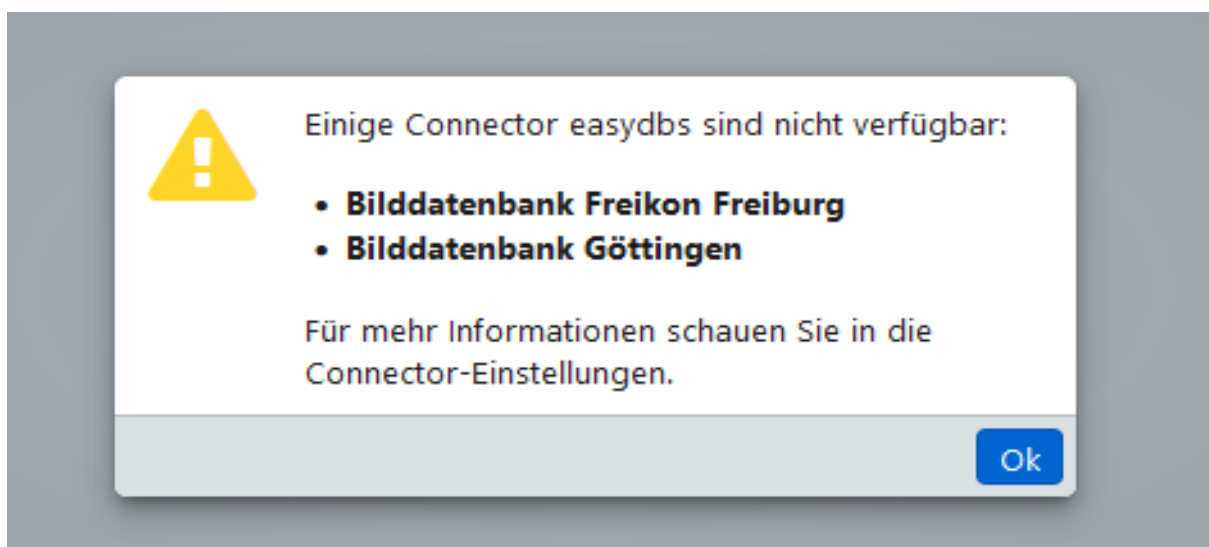 Einige Connector easydbs sind nicht verfügbar:
• Bilddatenbank Freikon Freiburg
• Bilddatenbank Göttingen
Für mehr Informationen schauen Sie in die
Connector-Einstellungen.
Ok